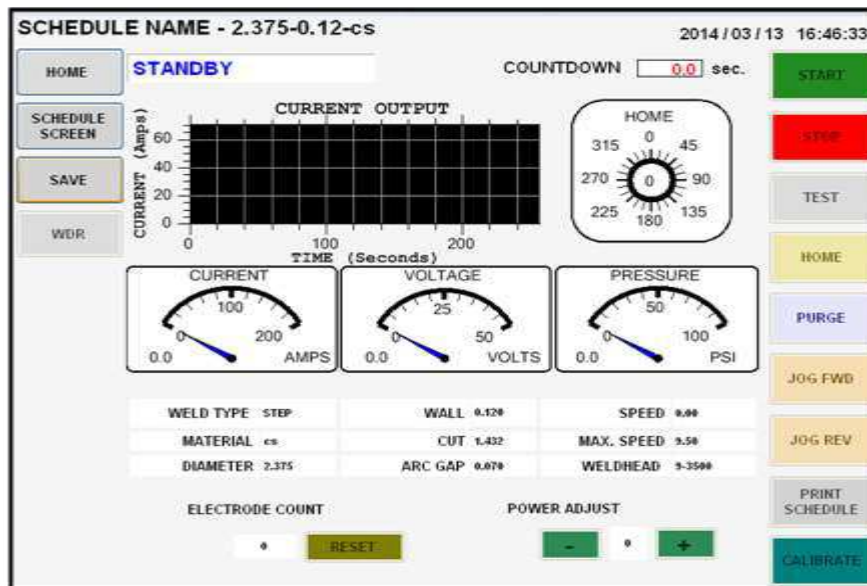 SCHEDULE NAME - 2.375-0.12-cs
2014/03/13 16:46:33
HOME
STANDBY
COUNTDOWN 0.0 sec.
START
SCHEDULE
SCREEN
CURRENT OUTPUT
CURRENT (Amps)
60
40
20
0
0 100 200
TIME (Seconds)
HOME
0
45
90
135
180
225
270
315
0
STOP
SAVE
TEST
WDR
HOME
CURRENT
0 100 200
0.0 AMPS
VOLTAGE
0 25 50
0.0 VOLTS
PRESSURE
0 50 100
0.0 PSI
PURGE
JOG FWD
WELD TYPE STEP
WALL 0.120
SPEED 0.00
MATERIAL cs
CUT 1.432
MAX. SPEED 9.50
JOG REV
DIAMETER 2.375
ARC GAP 0.070
WELDHEAD 9-3500
PRINT
SCHEDULE
ELECTRODE COUNT
POWER ADJUST
0 RESET
- 0 +
CALIBRATE